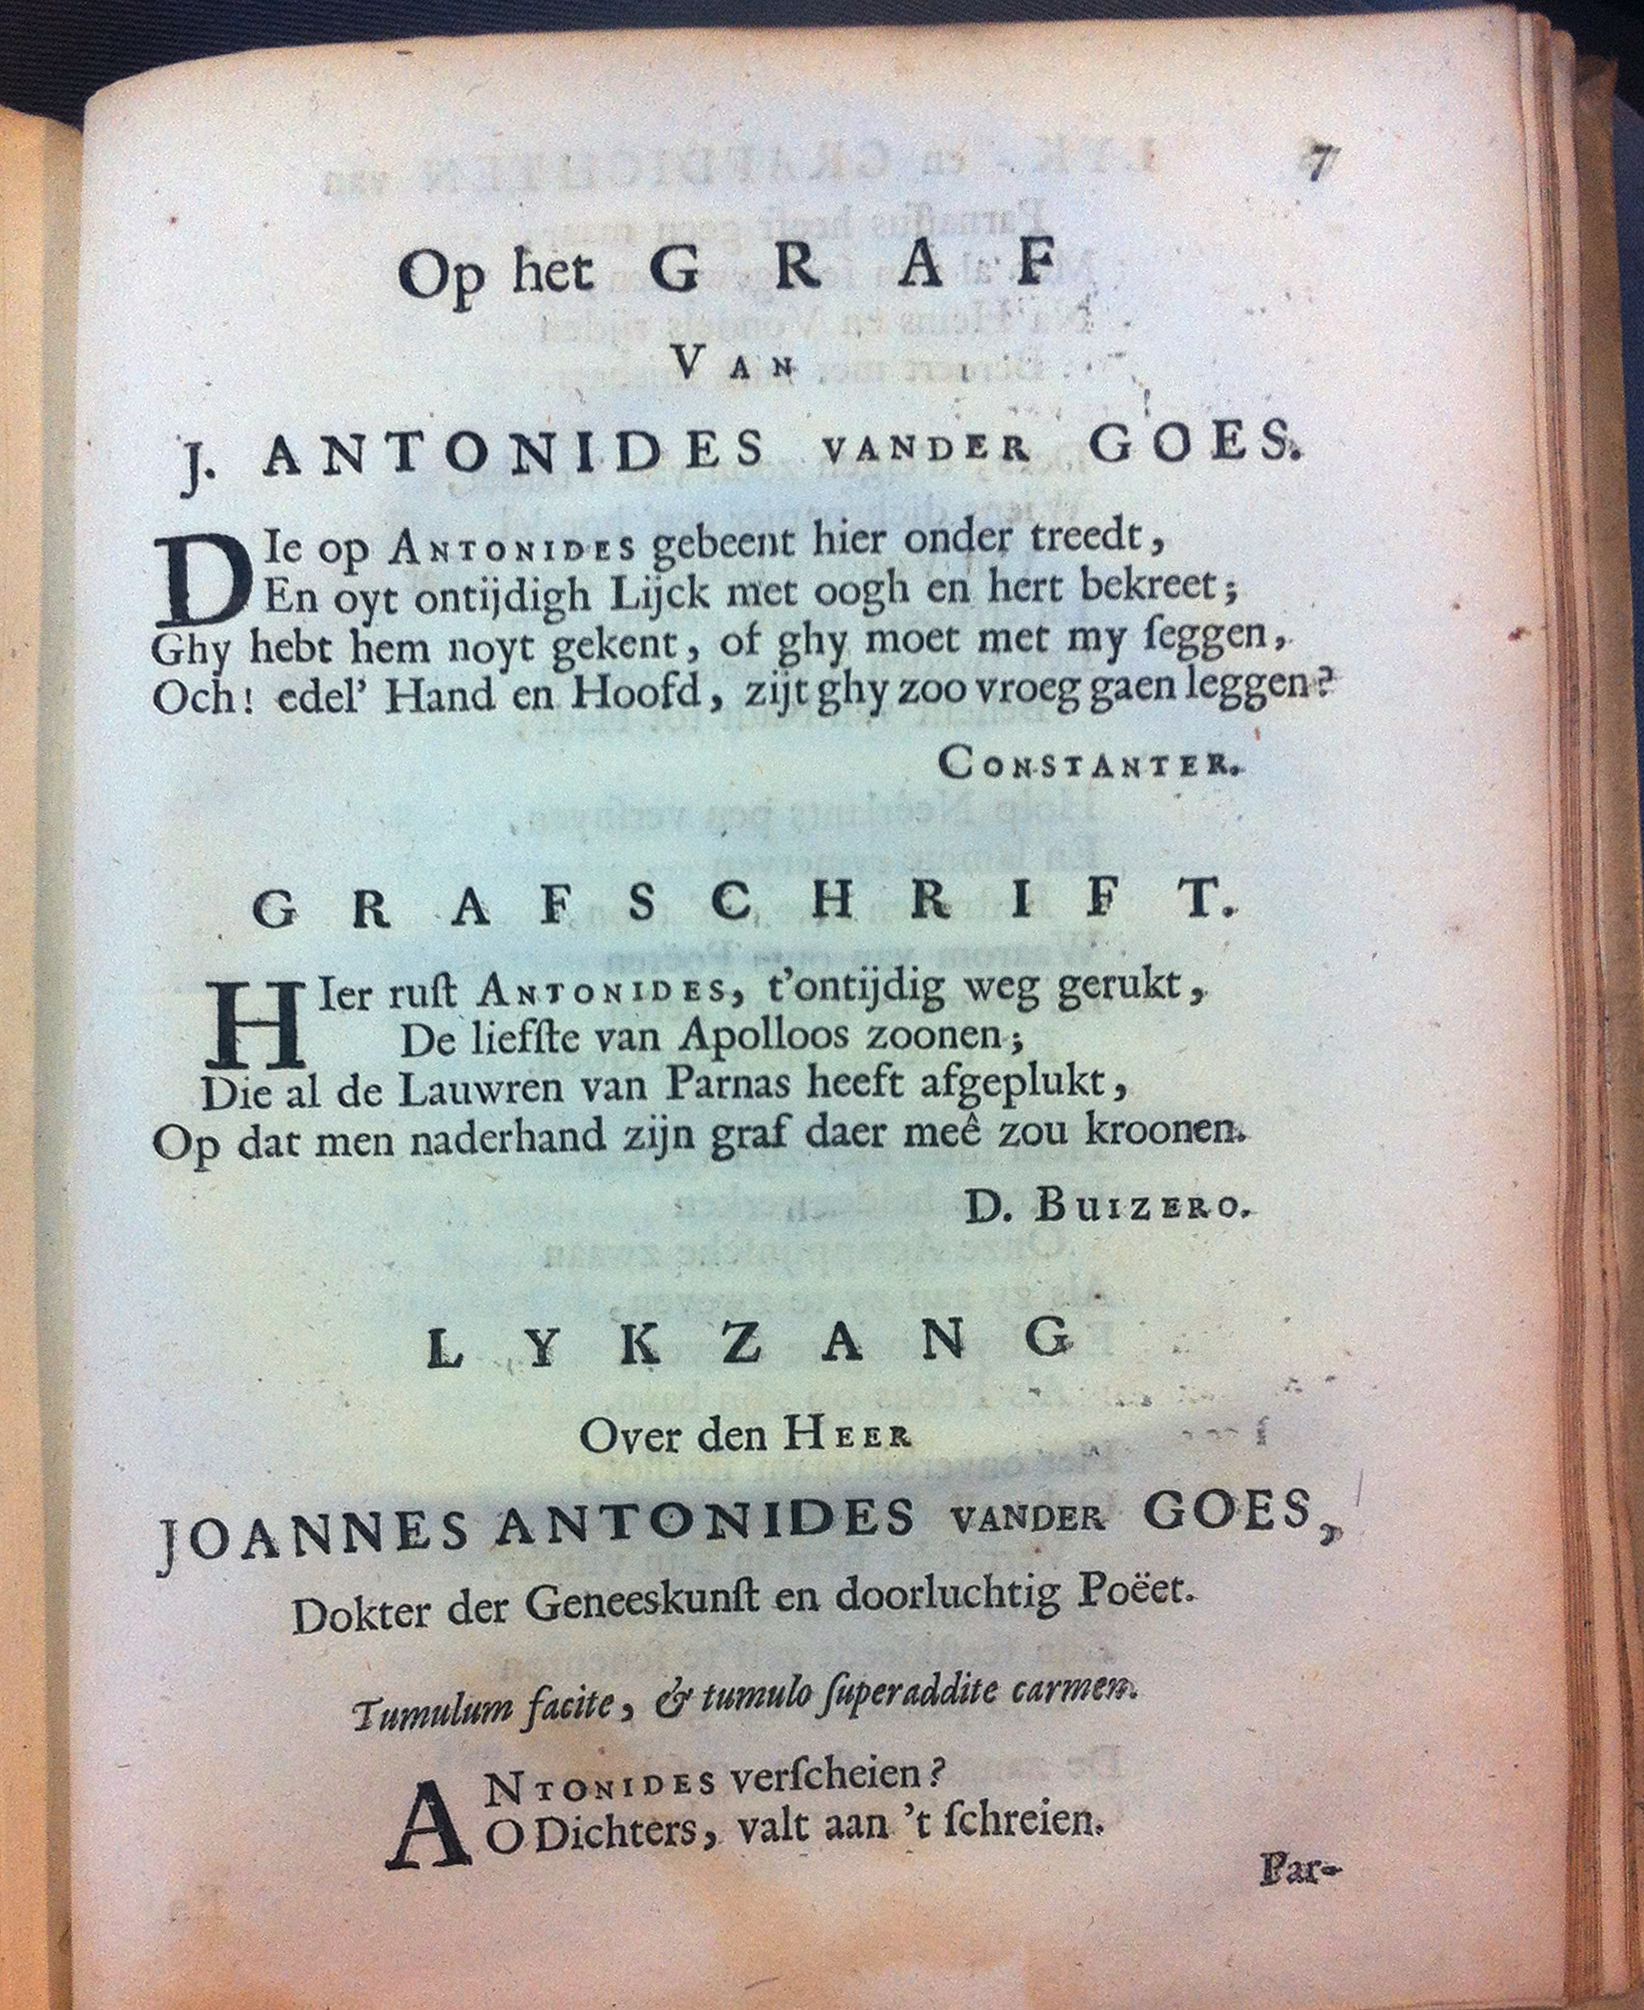 7
Op het GRAF
VAN
J. ANTONIDES VANDER GOES.
DIe op ANTONIDES gebeent hier onder treedt,
En oyt ontijdigh Lijck met oogh en hert bekreet;
Ghy hebt hem noyt gekent, of ghy moet met my ſeggen,
Och! edel' Hand en Hoofd, zijt ghy zoo vroeg gaen leggen?
CONSTANTER.
GRAFSCHRIFT.
HIer ruſt ANTONIDES, t'ontijdig weg gerukt,
De liefſte van Apolloos zoonen;
Die al de Lauwren van Parnas heeft afgeplukt,
Op dat men naderhand zijn graf daer meê zou kroonen.
D. BUIZERO.
LYKZANG
Over den HEER
JOANNES ANTONIDES VANDER GOES,
Dokter der Geneeskunſt en doorluchtig Poëet.
Tumulum facite, & tumulo ſuperaddite carmen.
ANTONIDES verſcheien?
O Dichters, valt aan 't ſchreien.
Par-